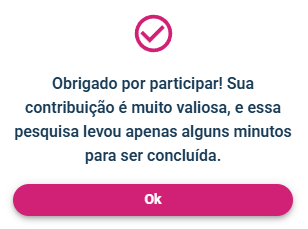 Obrigado por participar! Sua
contribuição é muito valiosa, e essa
pesquisa levou apenas alguns minutos
para ser concluída.
Ok